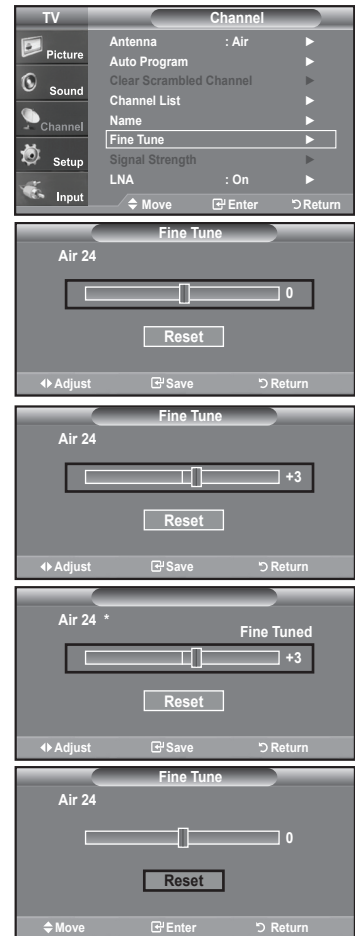 TV Channel
Picture
Sound
Channel
Setup
Input
Antenna : Air ►
Auto Program ►
Clear Scrambled Channel ►
Channel List ►
Name ►
Fine Tune ►
Signal Strength ►
LNA : On ►
Move Enter Return
Fine Tune
Air 24
0
Reset
Adjust Save Return
Fine Tune
Air 24
+3
Reset
Adjust Save Return
Air 24 *
Fine Tuned
+3
Reset
Adjust Save Return
Fine Tune
Air 24
0
Reset
Move Enter Return